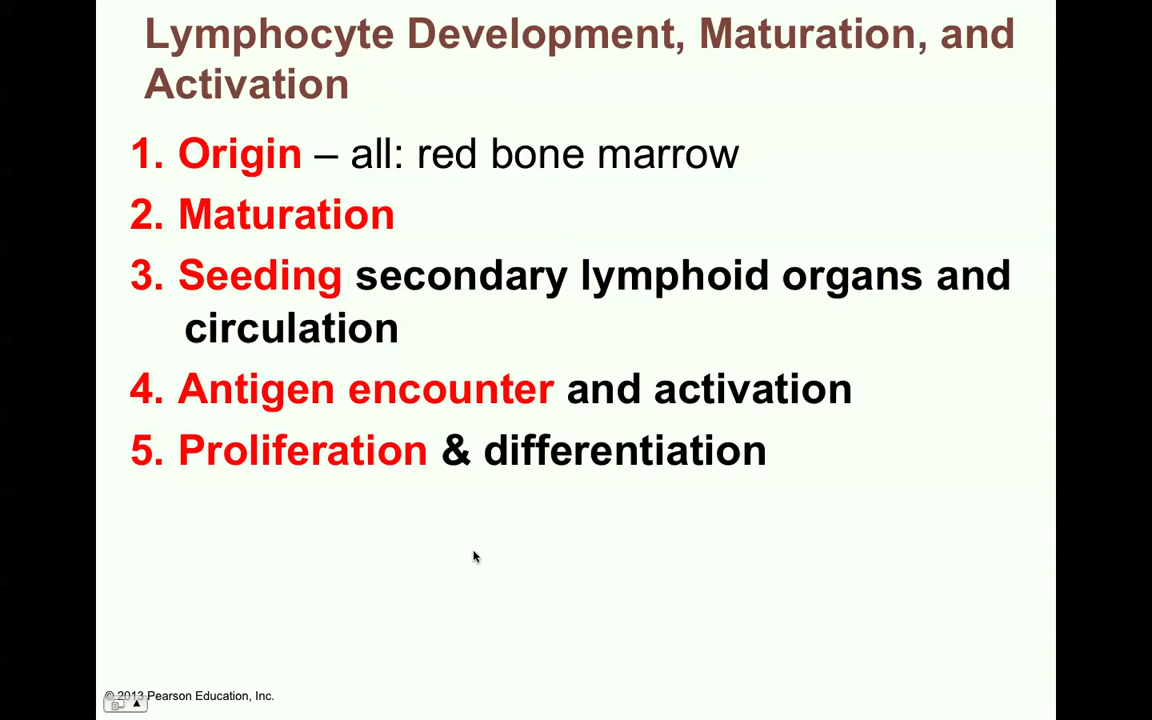 Lymphocyte Development, Maturation, and
Activation
1. Origin – all: red bone marrow
2. Maturation
3. Seeding secondary lymphoid organs and
circulation
4. Antigen encounter and activation
5. Proliferation & differentiation
© 2013 Pearson Education, Inc.